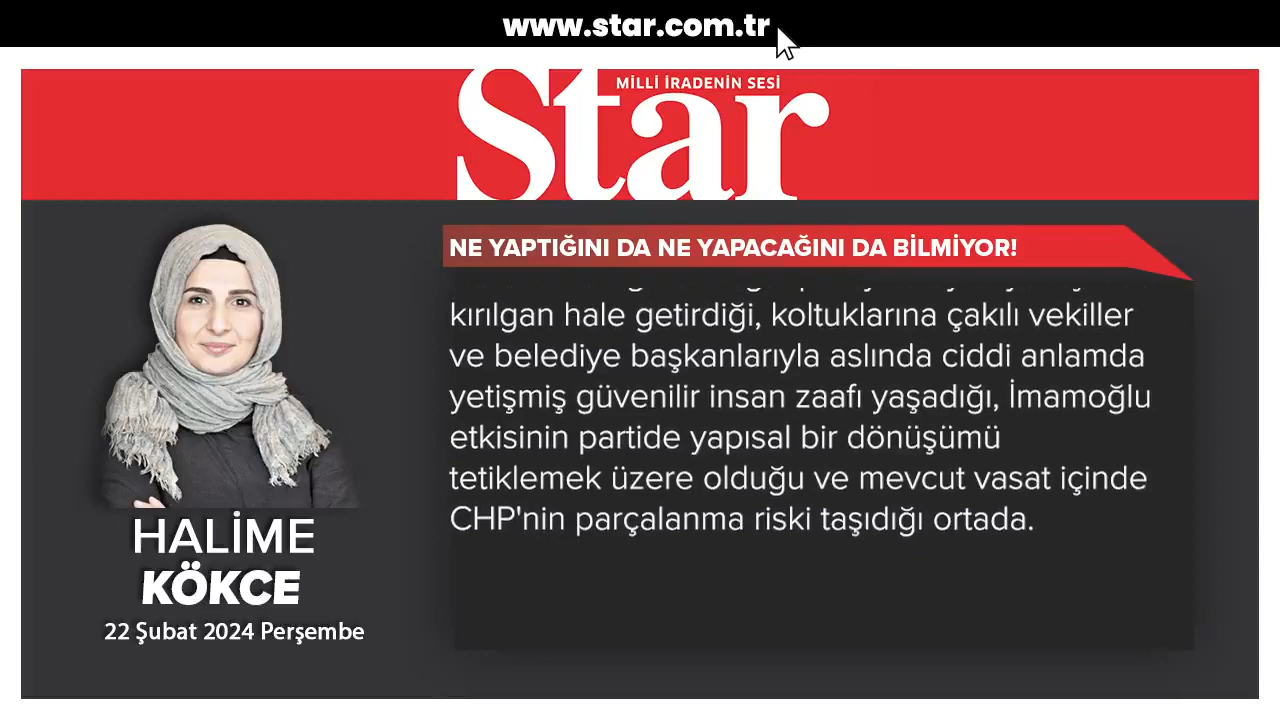 www.star.com.tr
MİLLİ İRADENİN SESİ
Star
NE YAPTIĞINI DA NE YAPACAĞINI DA BİLMİYOR!
kırılgan hale getirdiği, koltuklarına çakılı vekiller
ve belediye başkanlarıyla aslında ciddi anlamda
yetişmiş güvenilir insan zaafı yaşadığı, İmamoğlu
etkisinin partide yapısal bir dönüşümü
tetiklemek üzere olduğu ve mevcut vasat içinde
CHP'nin parçalanma riski taşıdığı ortada.
HALİME
KÖKCE
22 Şubat 2024 Perşembe